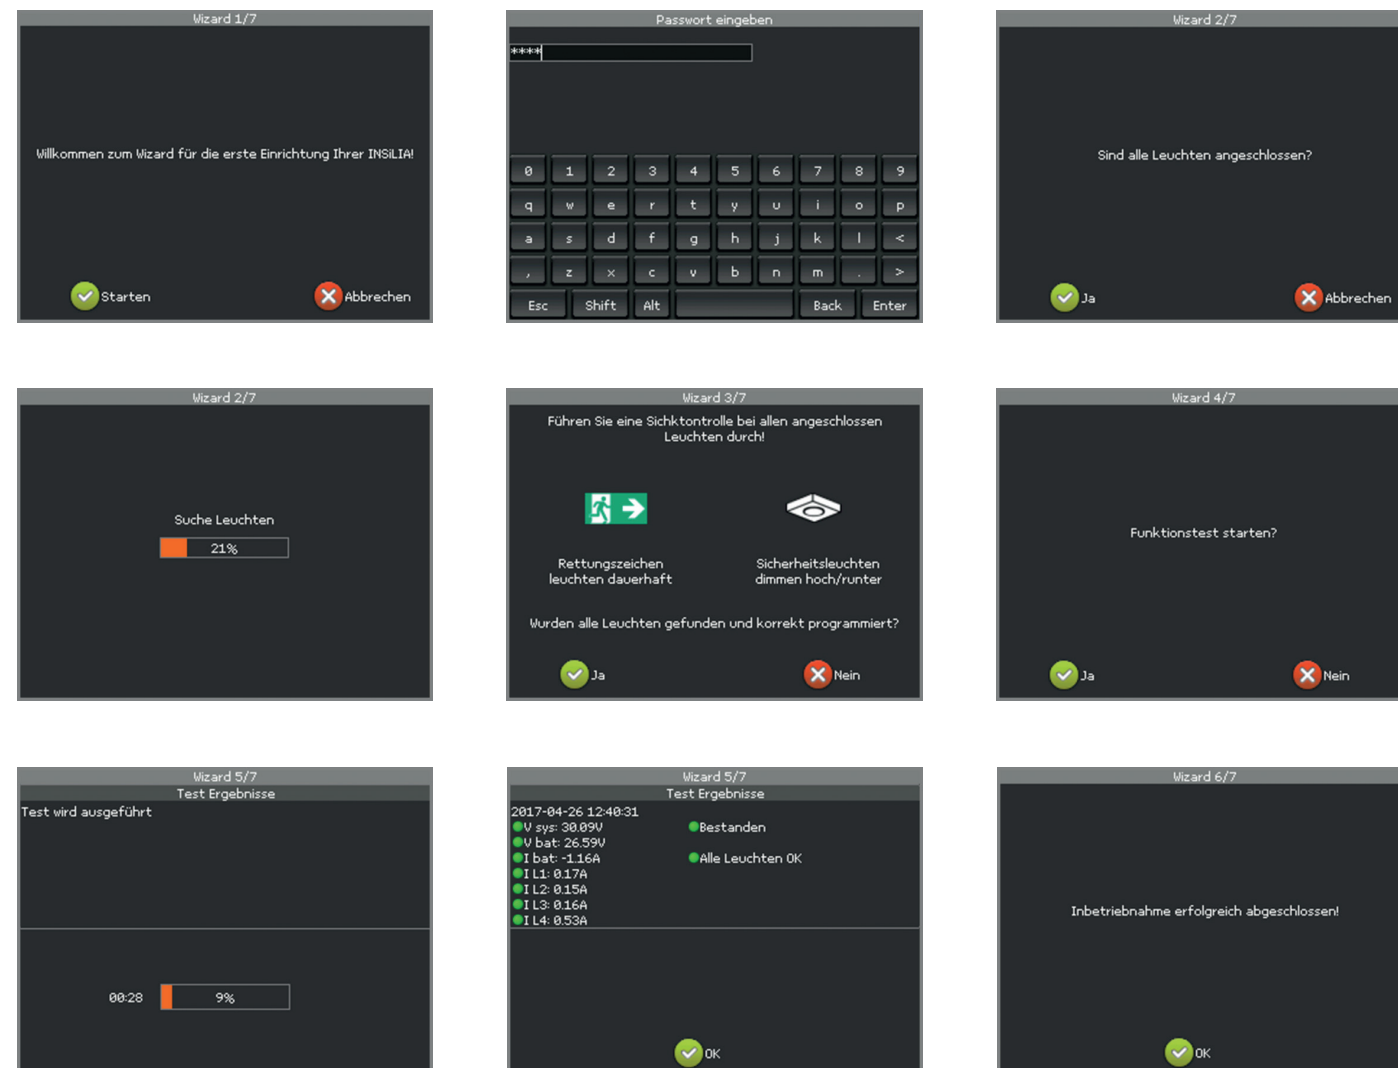 Wizard 1/7
Willkommen zum Wizard für die erste Einrichtung Ihrer INSiLIA!
Starten
Abbrechen
Passwort eingeben
****
0 1 2 3 4 5 6 7 8 9
q w e r t y u i o p
a s d f g h j k l <
, z x c v b n m . >
Esc Shift Alt Back Enter
Wizard 2/7
Sind alle Leuchten angeschlossen?
Ja
Abbrechen
Wizard 2/7
Suche Leuchten
21%
Wizard 3/7
Führen Sie eine Sichktontrolle bei allen angeschlossen
Leuchten durch!
Rettungszeichen
leuchten dauerhaft
Sicherheitsleuchten
dimmen hoch/runter
Wurden alle Leuchten gefunden und korrekt programmiert?
Ja
Nein
Wizard 4/7
Funktionstest starten?
Ja
Nein
Wizard 5/7
Test Ergebnisse
Test wird ausgeführt
00:28
9%
Wizard 5/7
Test Ergebnisse
2017-04-26 12:40:31
V sys: 30.09V
Bestanden
V bat: 26.59V
I bat: -1.16A
Alle Leuchten OK
I L1: 0.17A
I L2: 0.15A
I L3: 0.16A
I L4: 0.53A
OK
Wizard 6/7
Inbetriebnahme erfolgreich abgeschlossen!
OK